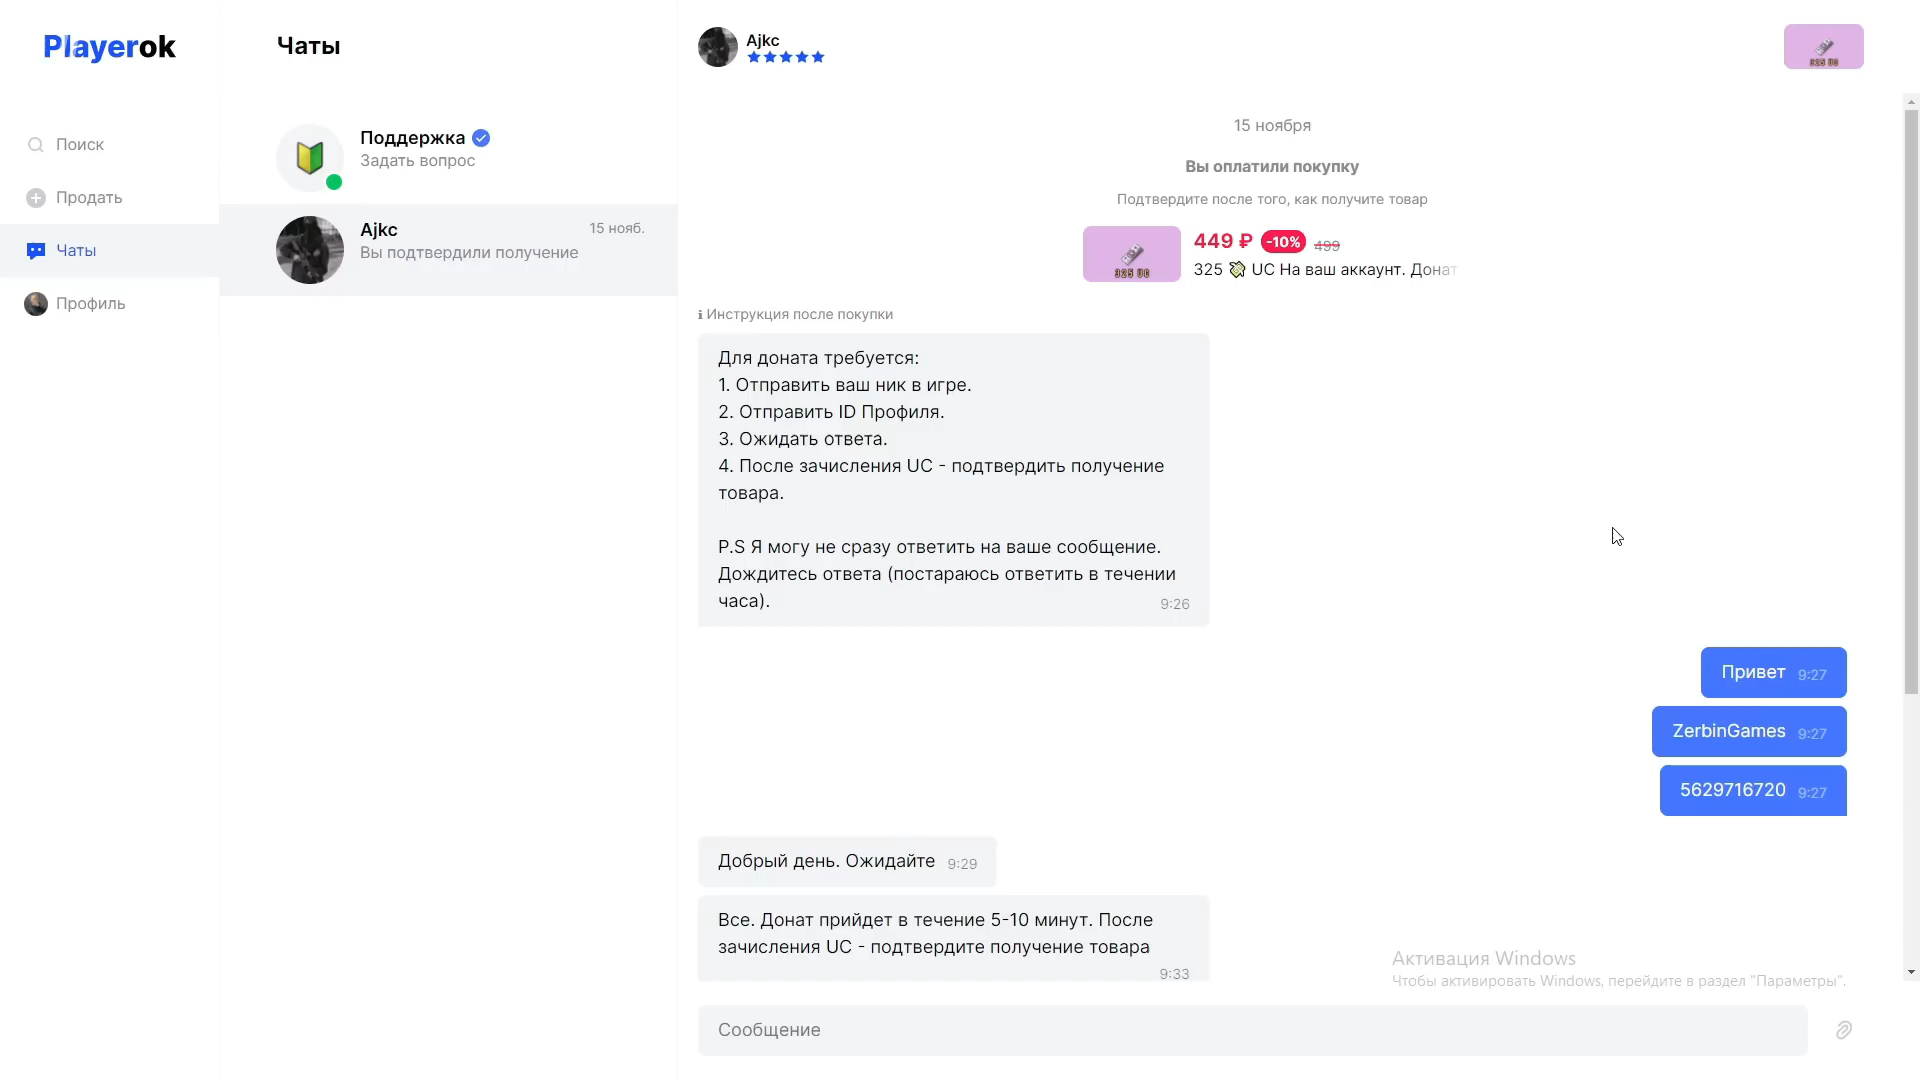 Playerok
Поиск
Продать
Чаты
Профиль
Чаты
Поддержка
Задать вопрос
Ajkc
15 нояб.
Вы подтвердили получение
Ajkc
325 UC
15 ноября
Вы оплатили покупку
Подтвердите после того, как получите товар
325 UC
449 ₽ -10% 499
325 UC На ваш аккаунт. Донат
Инструкция после покупки
Для доната требуется:
1. Отправить ваш ник в игре.
2. Отправить ID Профиля.
3. Ожидать ответа.
4. После зачисления UC - подтвердить получение
товара.
P.S Я могу не сразу ответить на ваше сообщение.
Дождитесь ответа (постараюсь ответить в течении
часа).
9:26
Привет 9:27
ZerbinGames 9:27
5629716720 9:27
Добрый день. Ожидайте 9:29
Все. Донат прийдет в течение 5-10 минут. После
зачисления UC - подтвердите получение товара
9:33
Активация Windows
Чтобы активировать Windows, перейдите в раздел "Параметры".
Сообщение